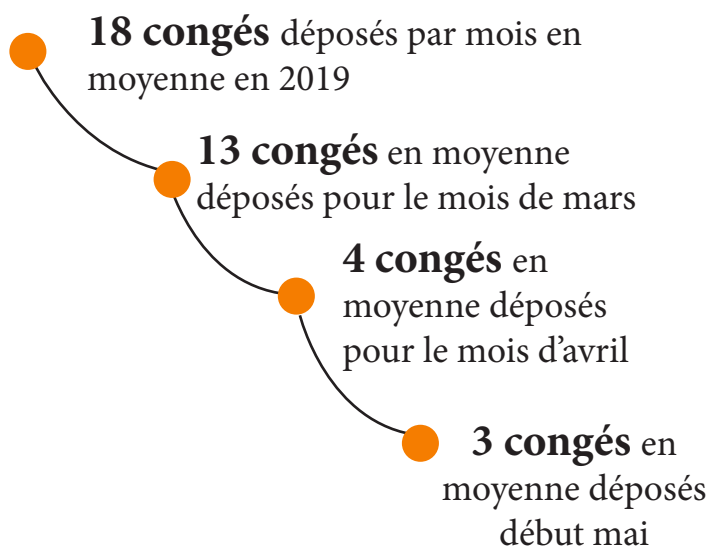 18 congés déposés par mois en
moyenne en 2019
13 congés en moyenne
déposés pour le mois de mars
4 congés en
moyenne déposés
pour le mois d’avril
3 congés en
moyenne déposés
début mai